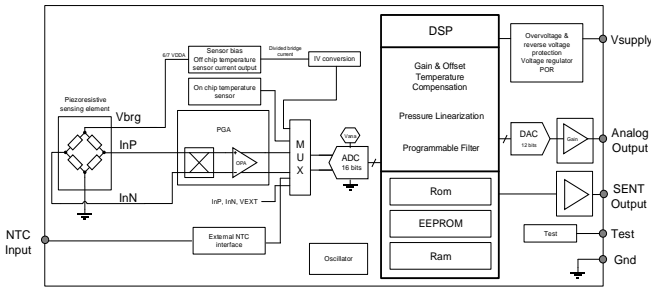 DSP
Overvoltage &
reverse voltage
protection
Voltage regulator
POR
Vsupply
6/7 VDDA
Sensor bias
Off chip temperature
sensor current output
Divided bridge
current
IV conversion
On chip temperature
sensor
Gain & Offset
Temperature
Compensation
Pressure Linearization
Programmable Filter
Piezoresistive
sensing element
Vbrg
InP
InN
PGA
OPA
M
U
X
Vana
ADC
16 bits
DAC
12 bits
Gain
Analog
Output
InP, InN, VEXT
Rom
EEPROM
Ram
SENT
Output
NTC
Input
External NTC
interface
Oscillator
Test
Test
Gnd